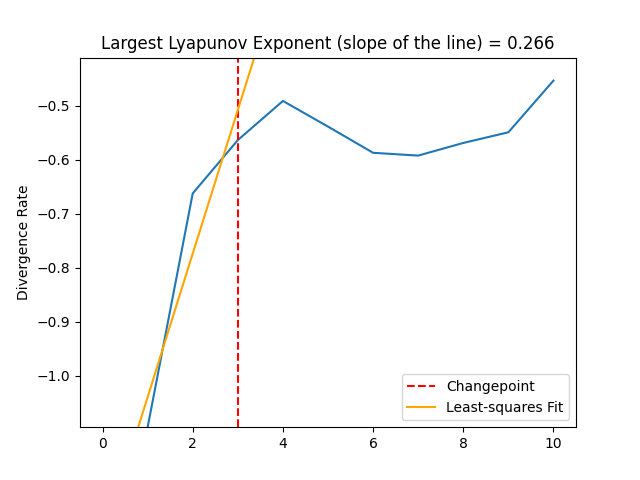 Largest Lyapunov Exponent (slope of the line) = 0.266
Divergence Rate
−0.5
−0.6
−0.7
−0.8
−0.9
−1.0
0 2 4 6 8 10
Changepoint
Least-squares Fit